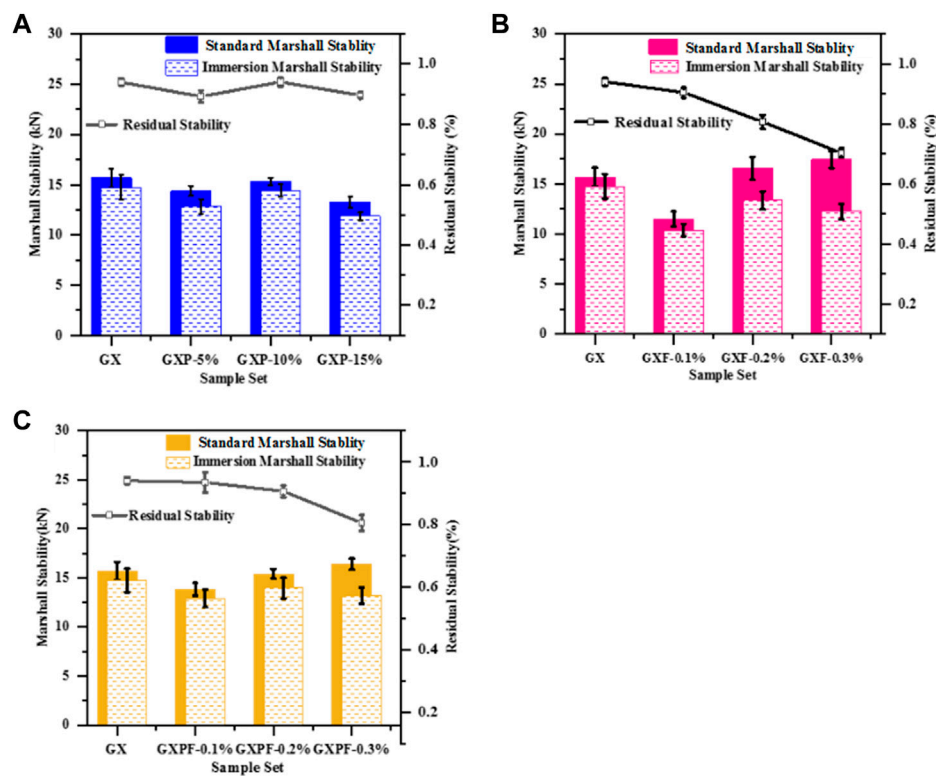 A
30
25
20
15
10
5
0
Marshall Stability (kN)
Standard Marshall Stablity
Immersion Marshall Stability
Residual Stability
1.0
0.8
0.6
0.4
0.2
Residual Stability (%)
GX GXP-5% GXP-10% GXP-15%
Sample Set
B
30
25
20
15
10
5
0
Marshall Stability (kN)
Standard Marshall Stablity
Immersion Marshall Stability
Residual Stability
1.0
0.8
0.6
0.4
0.2
Residual Stability (%)
GX GXF-0.1% GXF-0.2% GXF-0.3%
Sample Set
C
30
25
20
15
10
5
0
Marshall Stability(kN)
Standard Marshall Stablity
Immersion Marshall Stability
Residual Stability
1.0
0.8
0.6
0.4
0.2
Residual Stability(%)
GX GXPF-0.1% GXPF-0.2% GXPF-0.3%
Sample Set